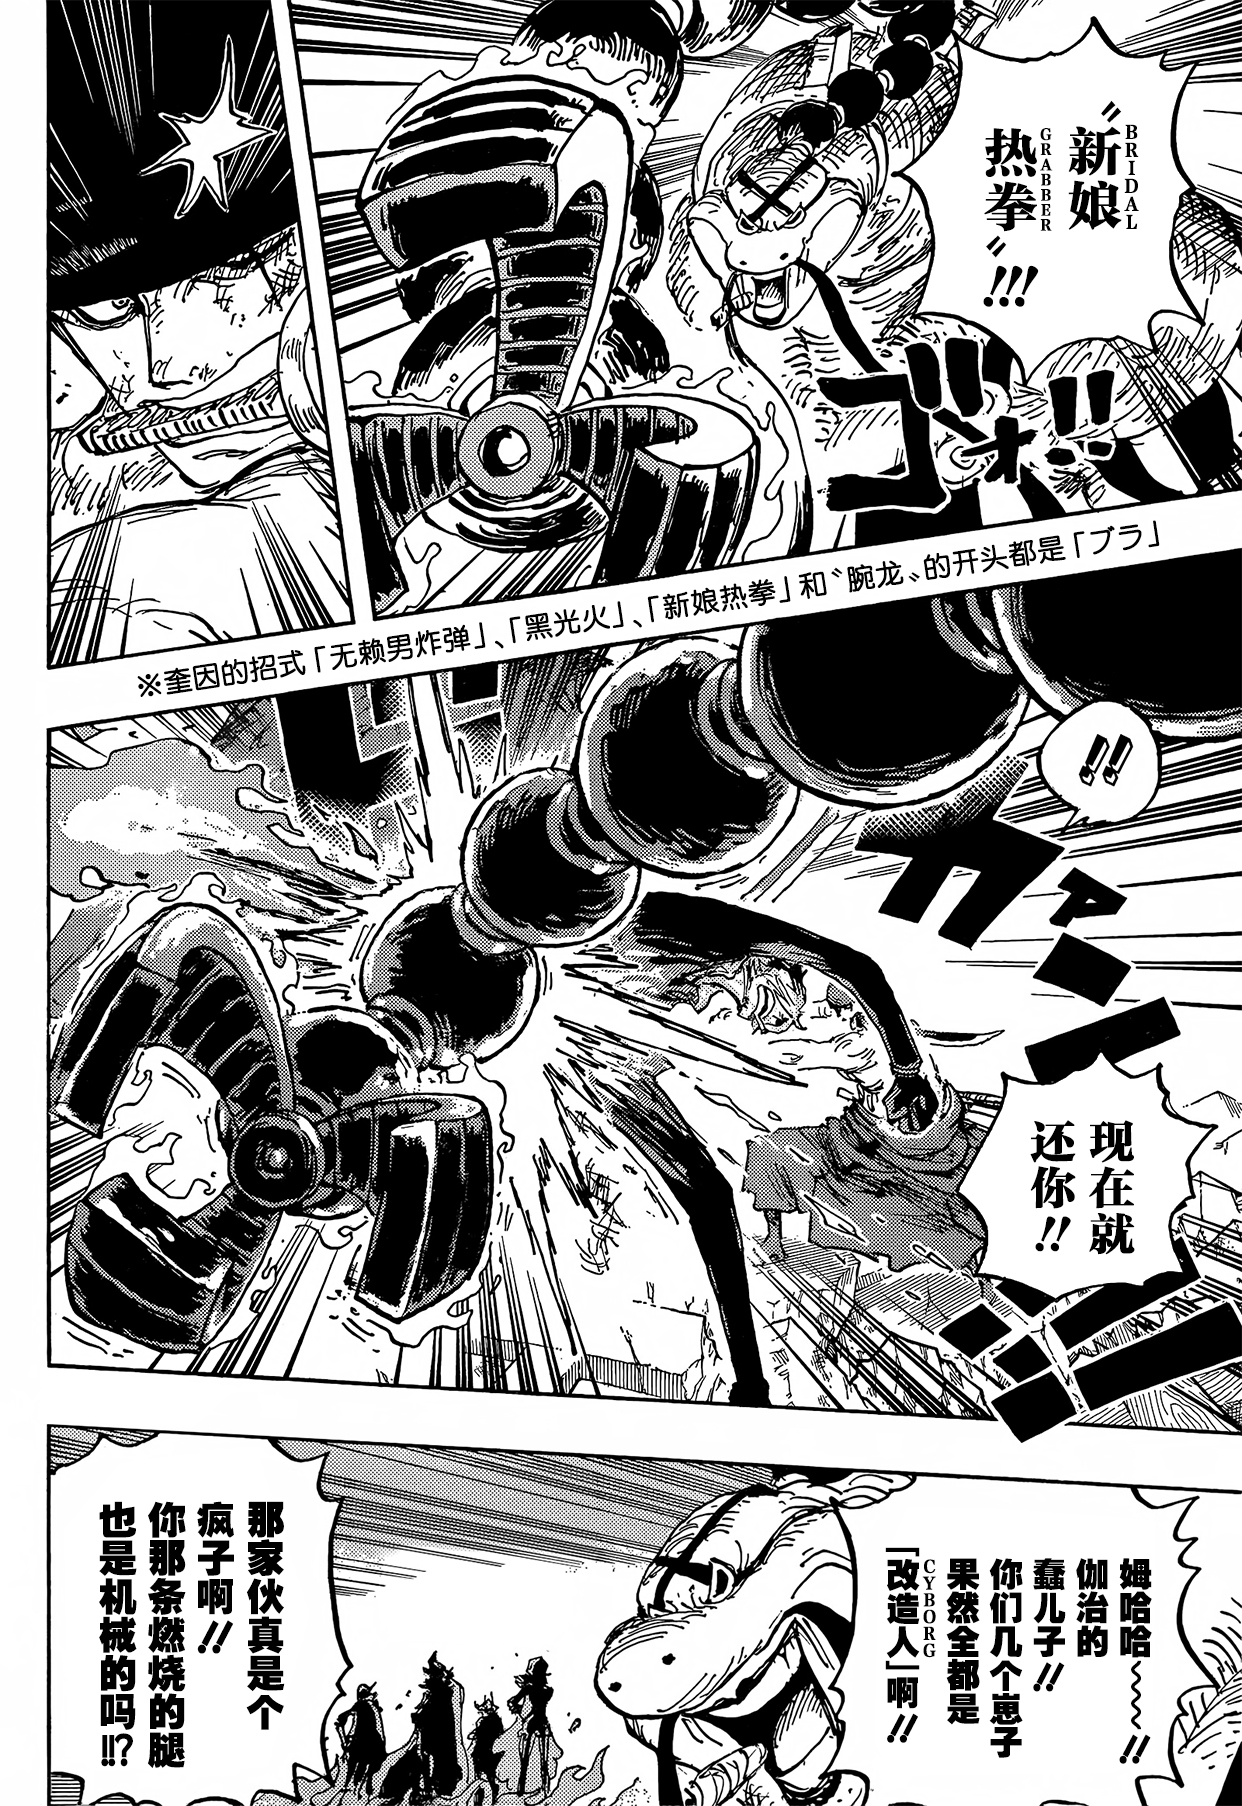 〝新娘
BRIDAL
热拳〟!!!
GRABBER
ゴォ!!
※奎因的招式「无赖男炸弹」、「黑光火」、「新娘热拳」和〝腕龙〟的开头都是「ブラ」
!!
ガァン
现在就
还你!!
姆哈哈〜〜〜!!
伽治的
蠢儿子!!
你们几个崽子
果然全都是
「改造人」啊!!
CYBORG
那家伙真是个
疯子啊!!
你那条燃烧的腿
也是机械的吗!!?